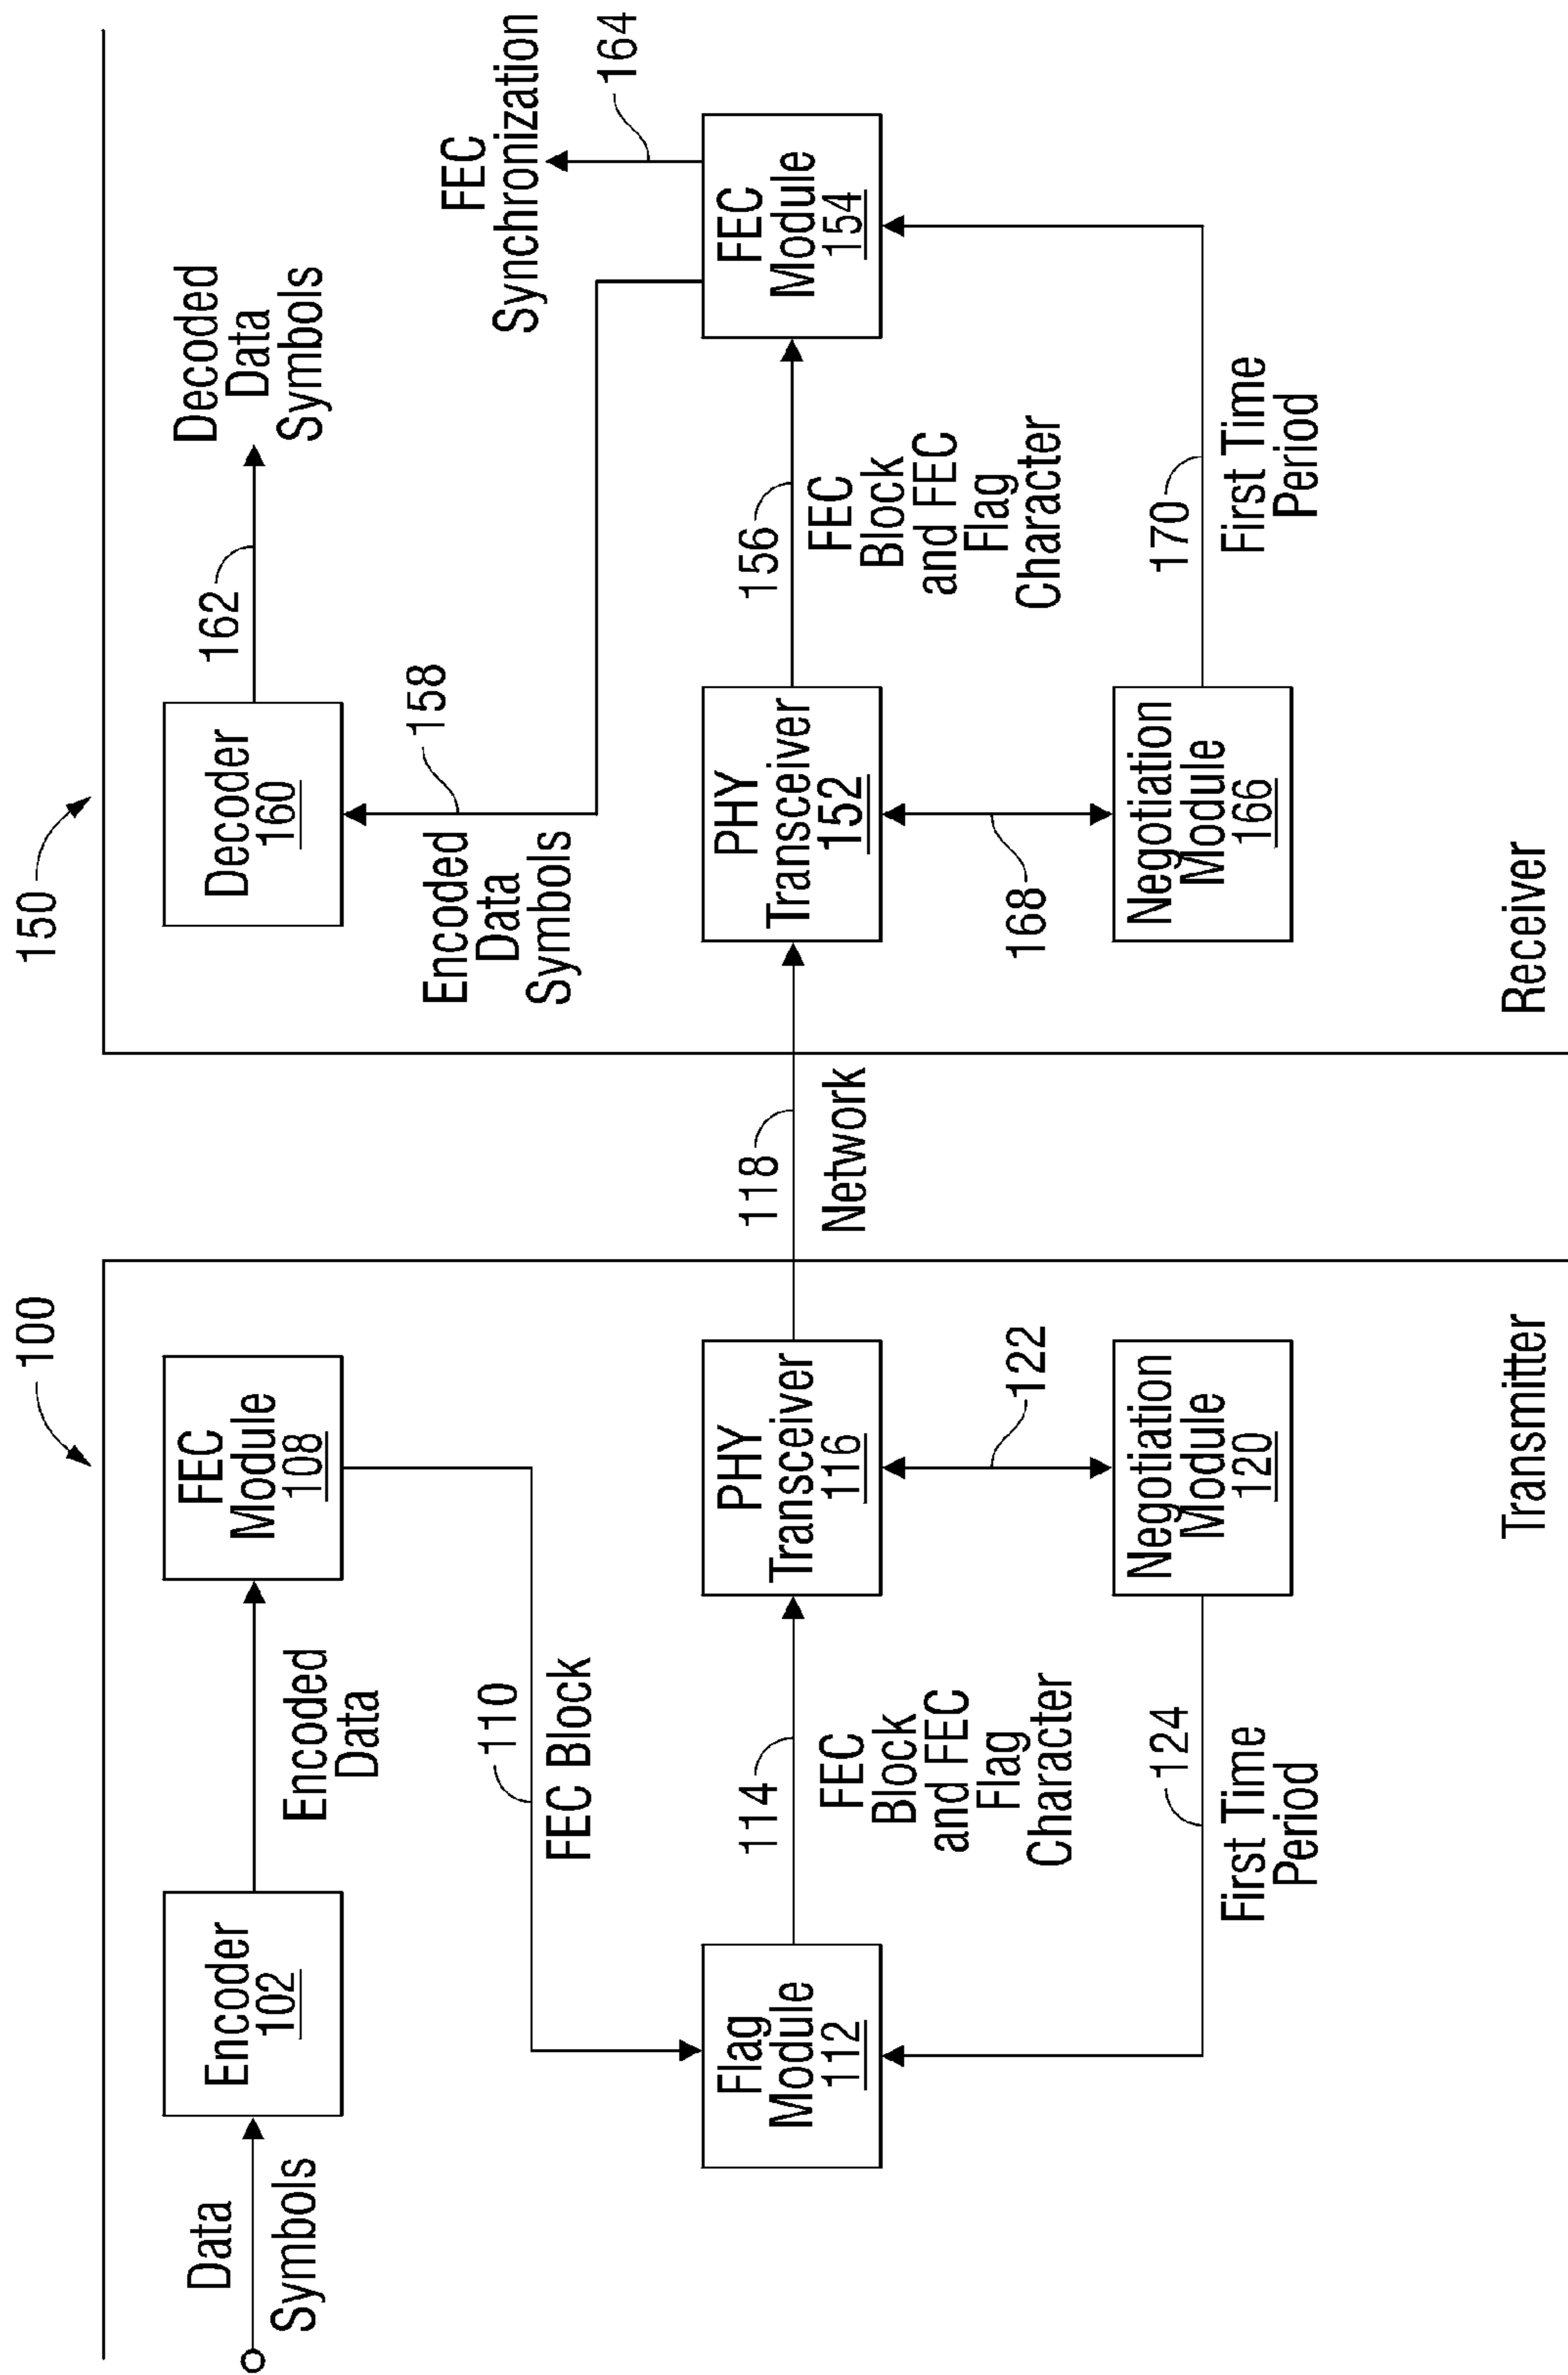 100
Data
Symbols
Encoder
102
Encoded
Data
FEC
Module
108
110
FEC Block
Flag
Module
112
114
FEC
Block
and FEC
Flag
Character
PHY
Transceiver
116
122
Negotiation
Module
120
124
First Time
Period
Transmitter
118
Network
150
Decoder
160
162
Decoded
Data
Symbols
158
Encoded
Data
Symbols
FEC
Synchronization
164
PHY
Transceiver
152
156
FEC
Block
and FEC
Flag
Character
FEC
Module
154
168
Negotiation
Module
166
170
First Time
Period
Receiver